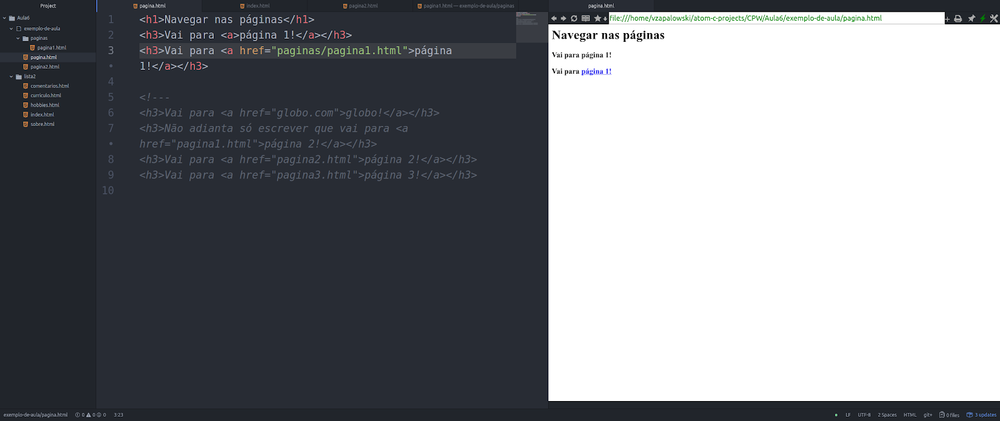 Project
Aula6
exemplo-de-aula
paginas
pagina1.html
pagina.html
pagina2.html
lista2
comentarios.html
curriculo.html
hobbies.html
index.html
sobre.html
pagina.html
index.html
pagina2.html
pagina1.html — exemplo-de-aula/paginas
1 <h1>Navegar nas páginas</h1>
2 <h3>Vai para <a>página 1!</a></h3>
3 <h3>Vai para <a href="paginas/pagina1.html">página
• 1!</a></h3>
4
5 <!---
6 <h3>Vai para <a href="globo.com">globo!</a></h3>
7 <h3>Não adianta só escrever que vai para <a
• href="pagina1.html">página 2!</a></h3>
8 <h3>Vai para <a href="pagina2.html">página 2!</a></h3>
9 <h3>Vai para <a href="pagina3.html">página 3!</a></h3>
10
pagina.html
file:///home/vzapalowski/atom-c-projects/CPW/Aula6/exemplo-de-aula/pagina.html
Navegar nas páginas
Vai para página 1!
Vai para página 1!
exemplo-de-aula/pagina.html 0 0 0 3:23
LF UTF-8 2 Spaces HTML git+ 0 files 3 updates